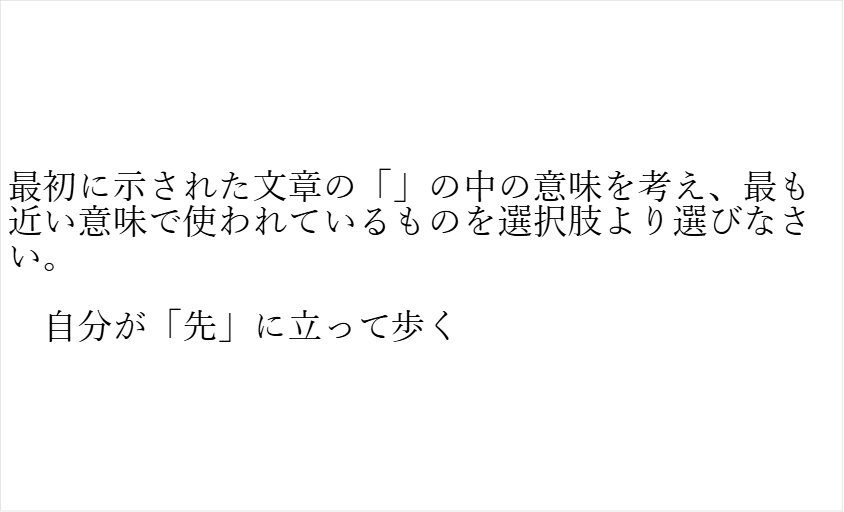 最初に示された文章の「」の中の意味を考え、最も
近い意味で使われているものを選択肢より選びなさ
い。
自分が「先」に立って歩く